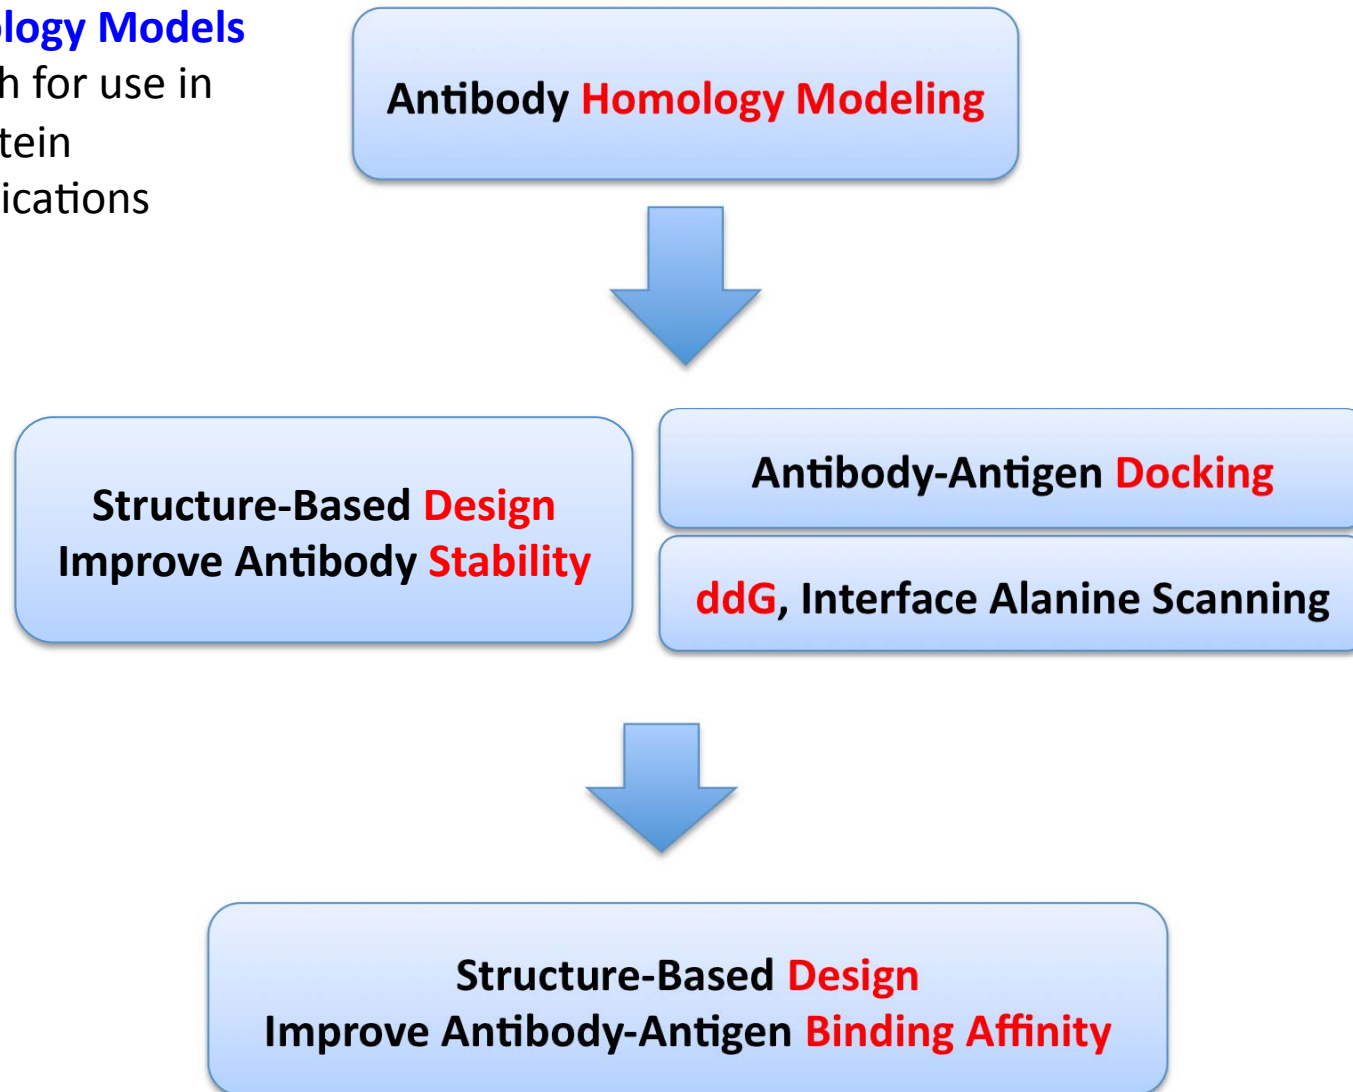 ology Models
h for use in
tein
ications
Antibody Homology Modeling
Structure-Based Design
Improve Antibody Stability
Antibody-Antigen Docking
ddG, Interface Alanine Scanning
Structure-Based Design
Improve Antibody-Antigen Binding Affinity